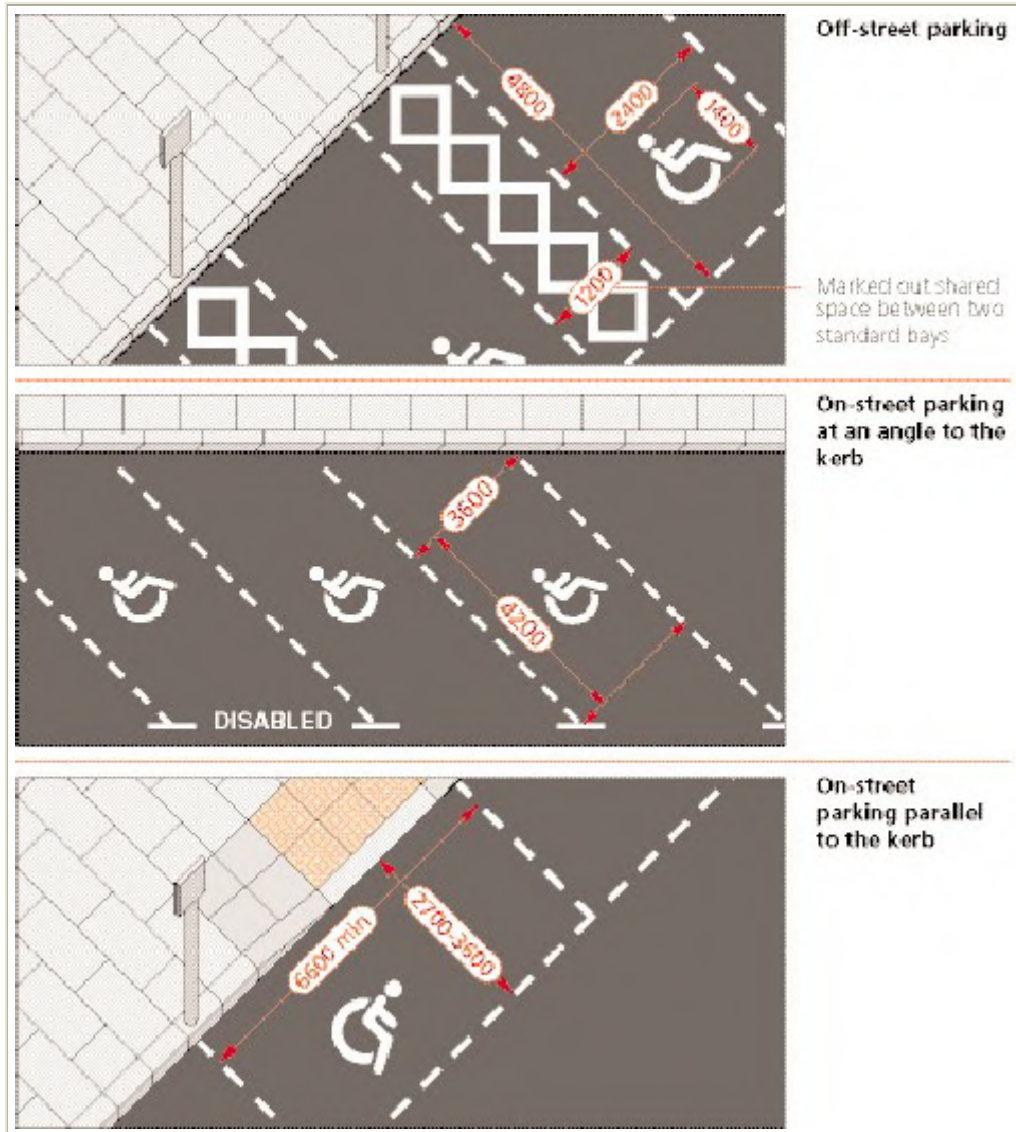 Off-street parking
4800
2400
1400
1200
Marked out shared
space between two
standard bays
On-street parking
at an angle to the
kerb
3600
4200
DISABLED
On-street
parking parallel
to the kerb
6600 min
2700-3600